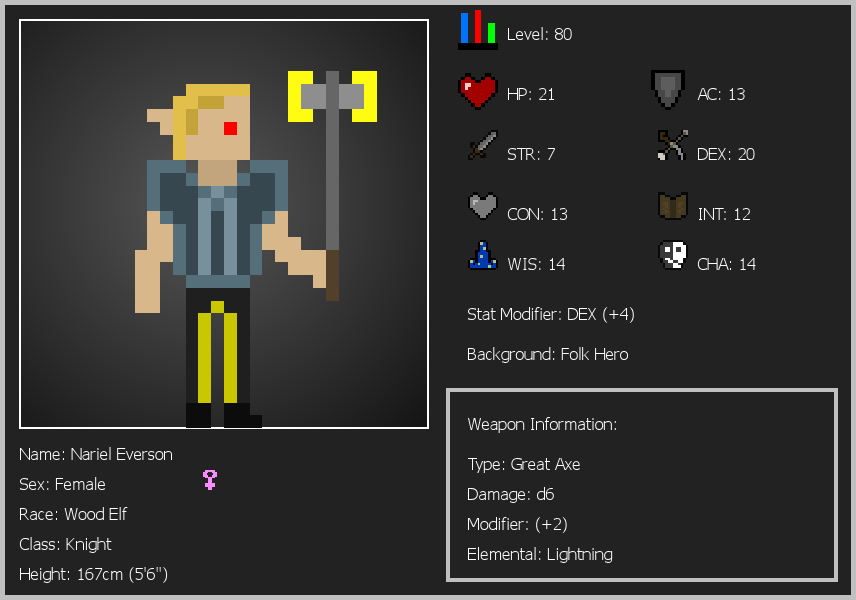 Level: 80
HP: 21
AC: 13
STR: 7
DEX: 20
CON: 13
INT: 12
WIS: 14
CHA: 14
Stat Modifier: DEX (+4)
Background: Folk Hero
Weapon Information:
Type: Great Axe
Damage: d6
Modifier: (+2)
Elemental: Lightning
Name: Nariel Everson
Sex: Female
Race: Wood Elf
Class: Knight
Height: 167cm (5'6")